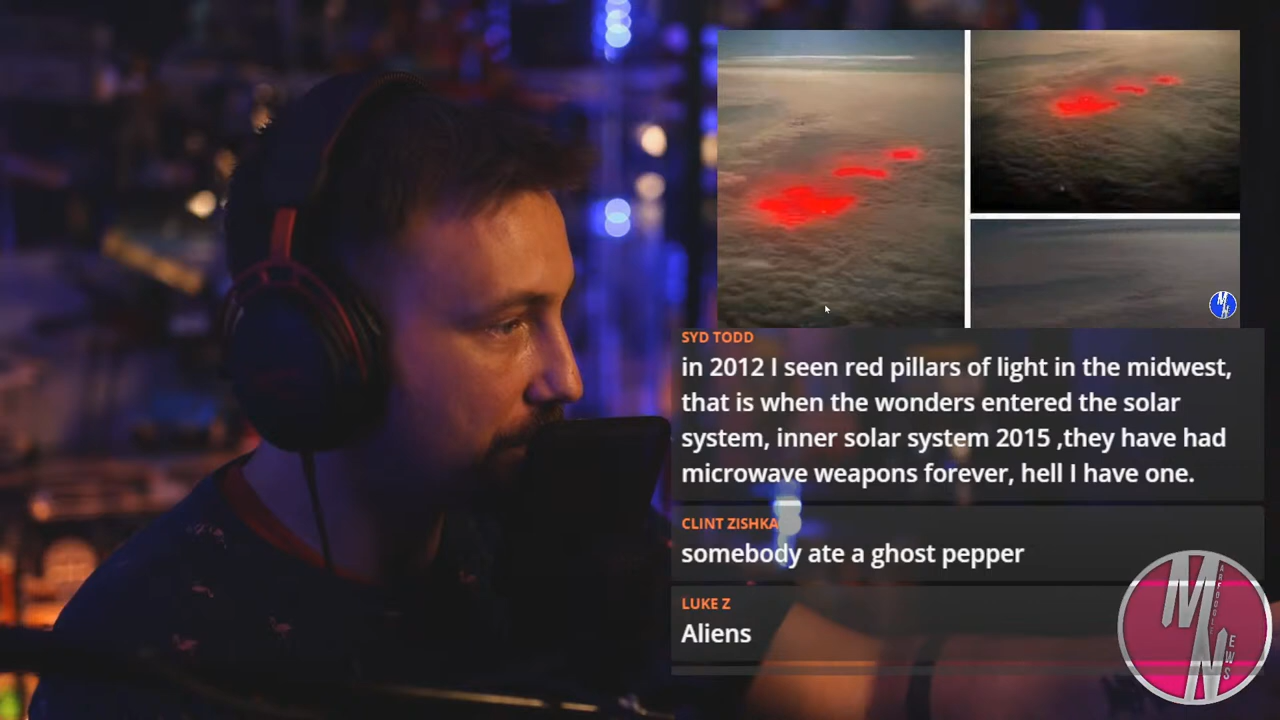 SYD TODD
in 2012 I seen red pillars of light in the midwest,
that is when the wonders entered the solar
system, inner solar system 2015 ,they have had
microwave weapons forever, hell I have one.
CLINT ZISHKA
somebody ate a ghost pepper
LUKE Z
Aliens
MN
M
N
EWS